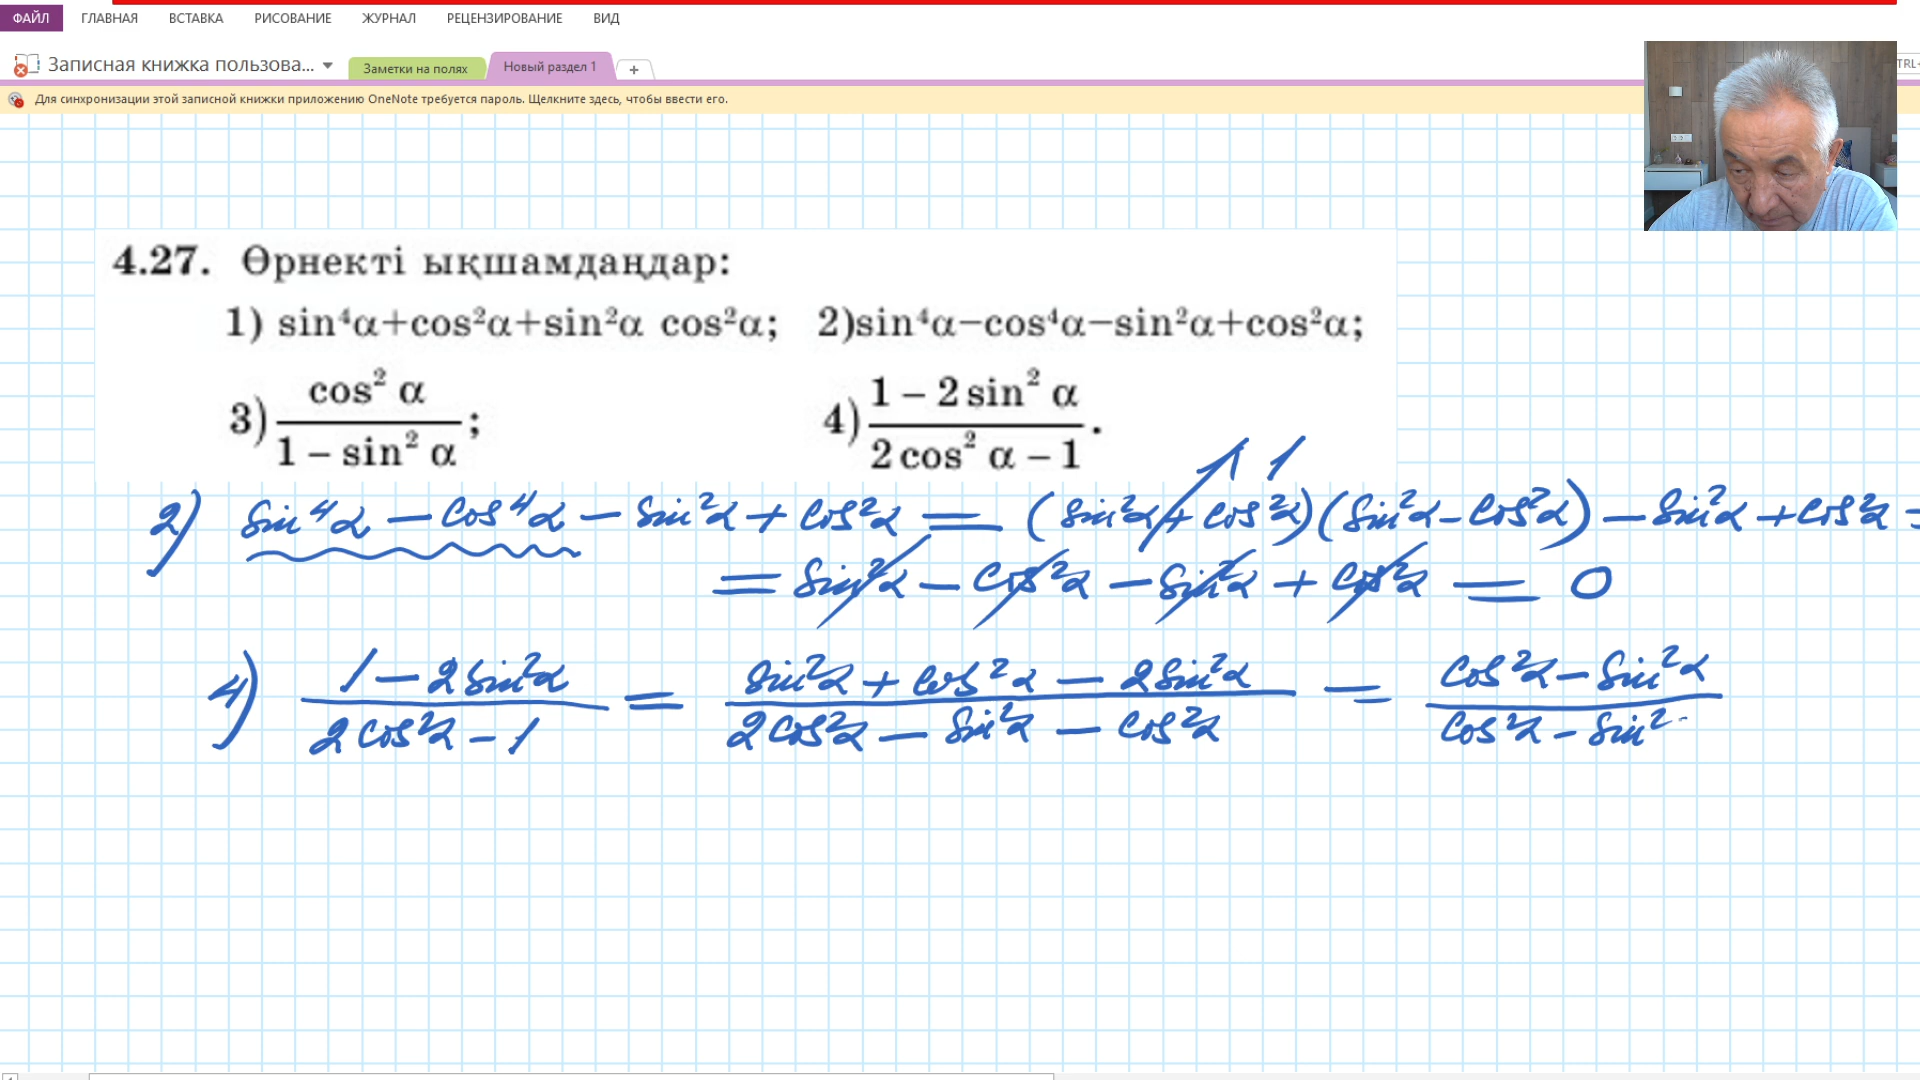 ФАЙЛ ГЛАВНАЯ ВСТАВКА РИСОВАНИЕ ЖУРНАЛ РЕЦЕНЗИРОВАНИЕ ВИД
Записная книжка пользова... Заметки на полях Новый раздел 1 +
TRL+
Для синхронизации этой записной книжки приложению OneNote требуется пароль. Щелкните здесь, чтобы ввести его.
4.27. Өрнекті ықшамдаңдар:
1) sin⁴α+cos²α+sin²α cos²α; 2)sin⁴α−cos⁴α−sin²α+cos²α;
3) cos² α / (1 − sin² α); 4) (1 − 2 sin² α) / (2 cos² α − 1).
1
2) sin⁴α − cos⁴α − sin²α + cos²α = (sin²α + cos²α)(sin²α − cos²α) − sin²α + cos²α =
= sin²α − cos²α − sin²α + cos²α = 0
4) (1 − 2sin²α) / (2cos²α − 1) = (sin²α + cos²α − 2sin²α) / (2cos²α − sin²α − cos²α) = (cos²α − sin²α) / (cos²α − sin²